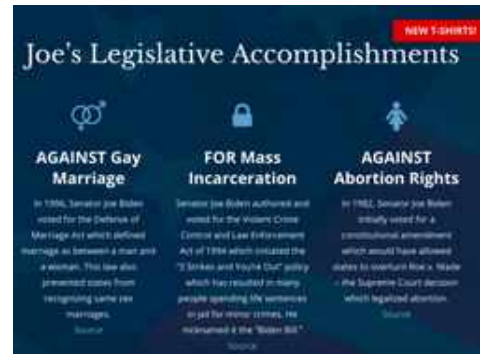 NEW T-SHIRTS!
Joe's Legislative Accomplishments
AGAINST Gay
Marriage
In 1996, Senator Joe Biden
voted for the Defense of
Marriage Act which defined
marriage as between a man and
a woman. This law also
prevented states from
recognizing same sex
marriages.
Source
FOR Mass
Incarceration
Senator Joe Biden authored and
voted for the Violent Crime
Control and Law Enforcement
Act of 1994 which initiated the
"3 Strikes and You're Out" policy
which has resulted in many
people spending life sentences
in jail for minor crimes. He
nicknamed it the "Biden Bill."
Source
AGAINST
Abortion Rights
In 1982, Senator Joe Biden
initially voted for a
constitutional amendment
which would have allowed
states to overturn Roe v. Wade
- the Supreme Court decision
which legalized abortion.
Source